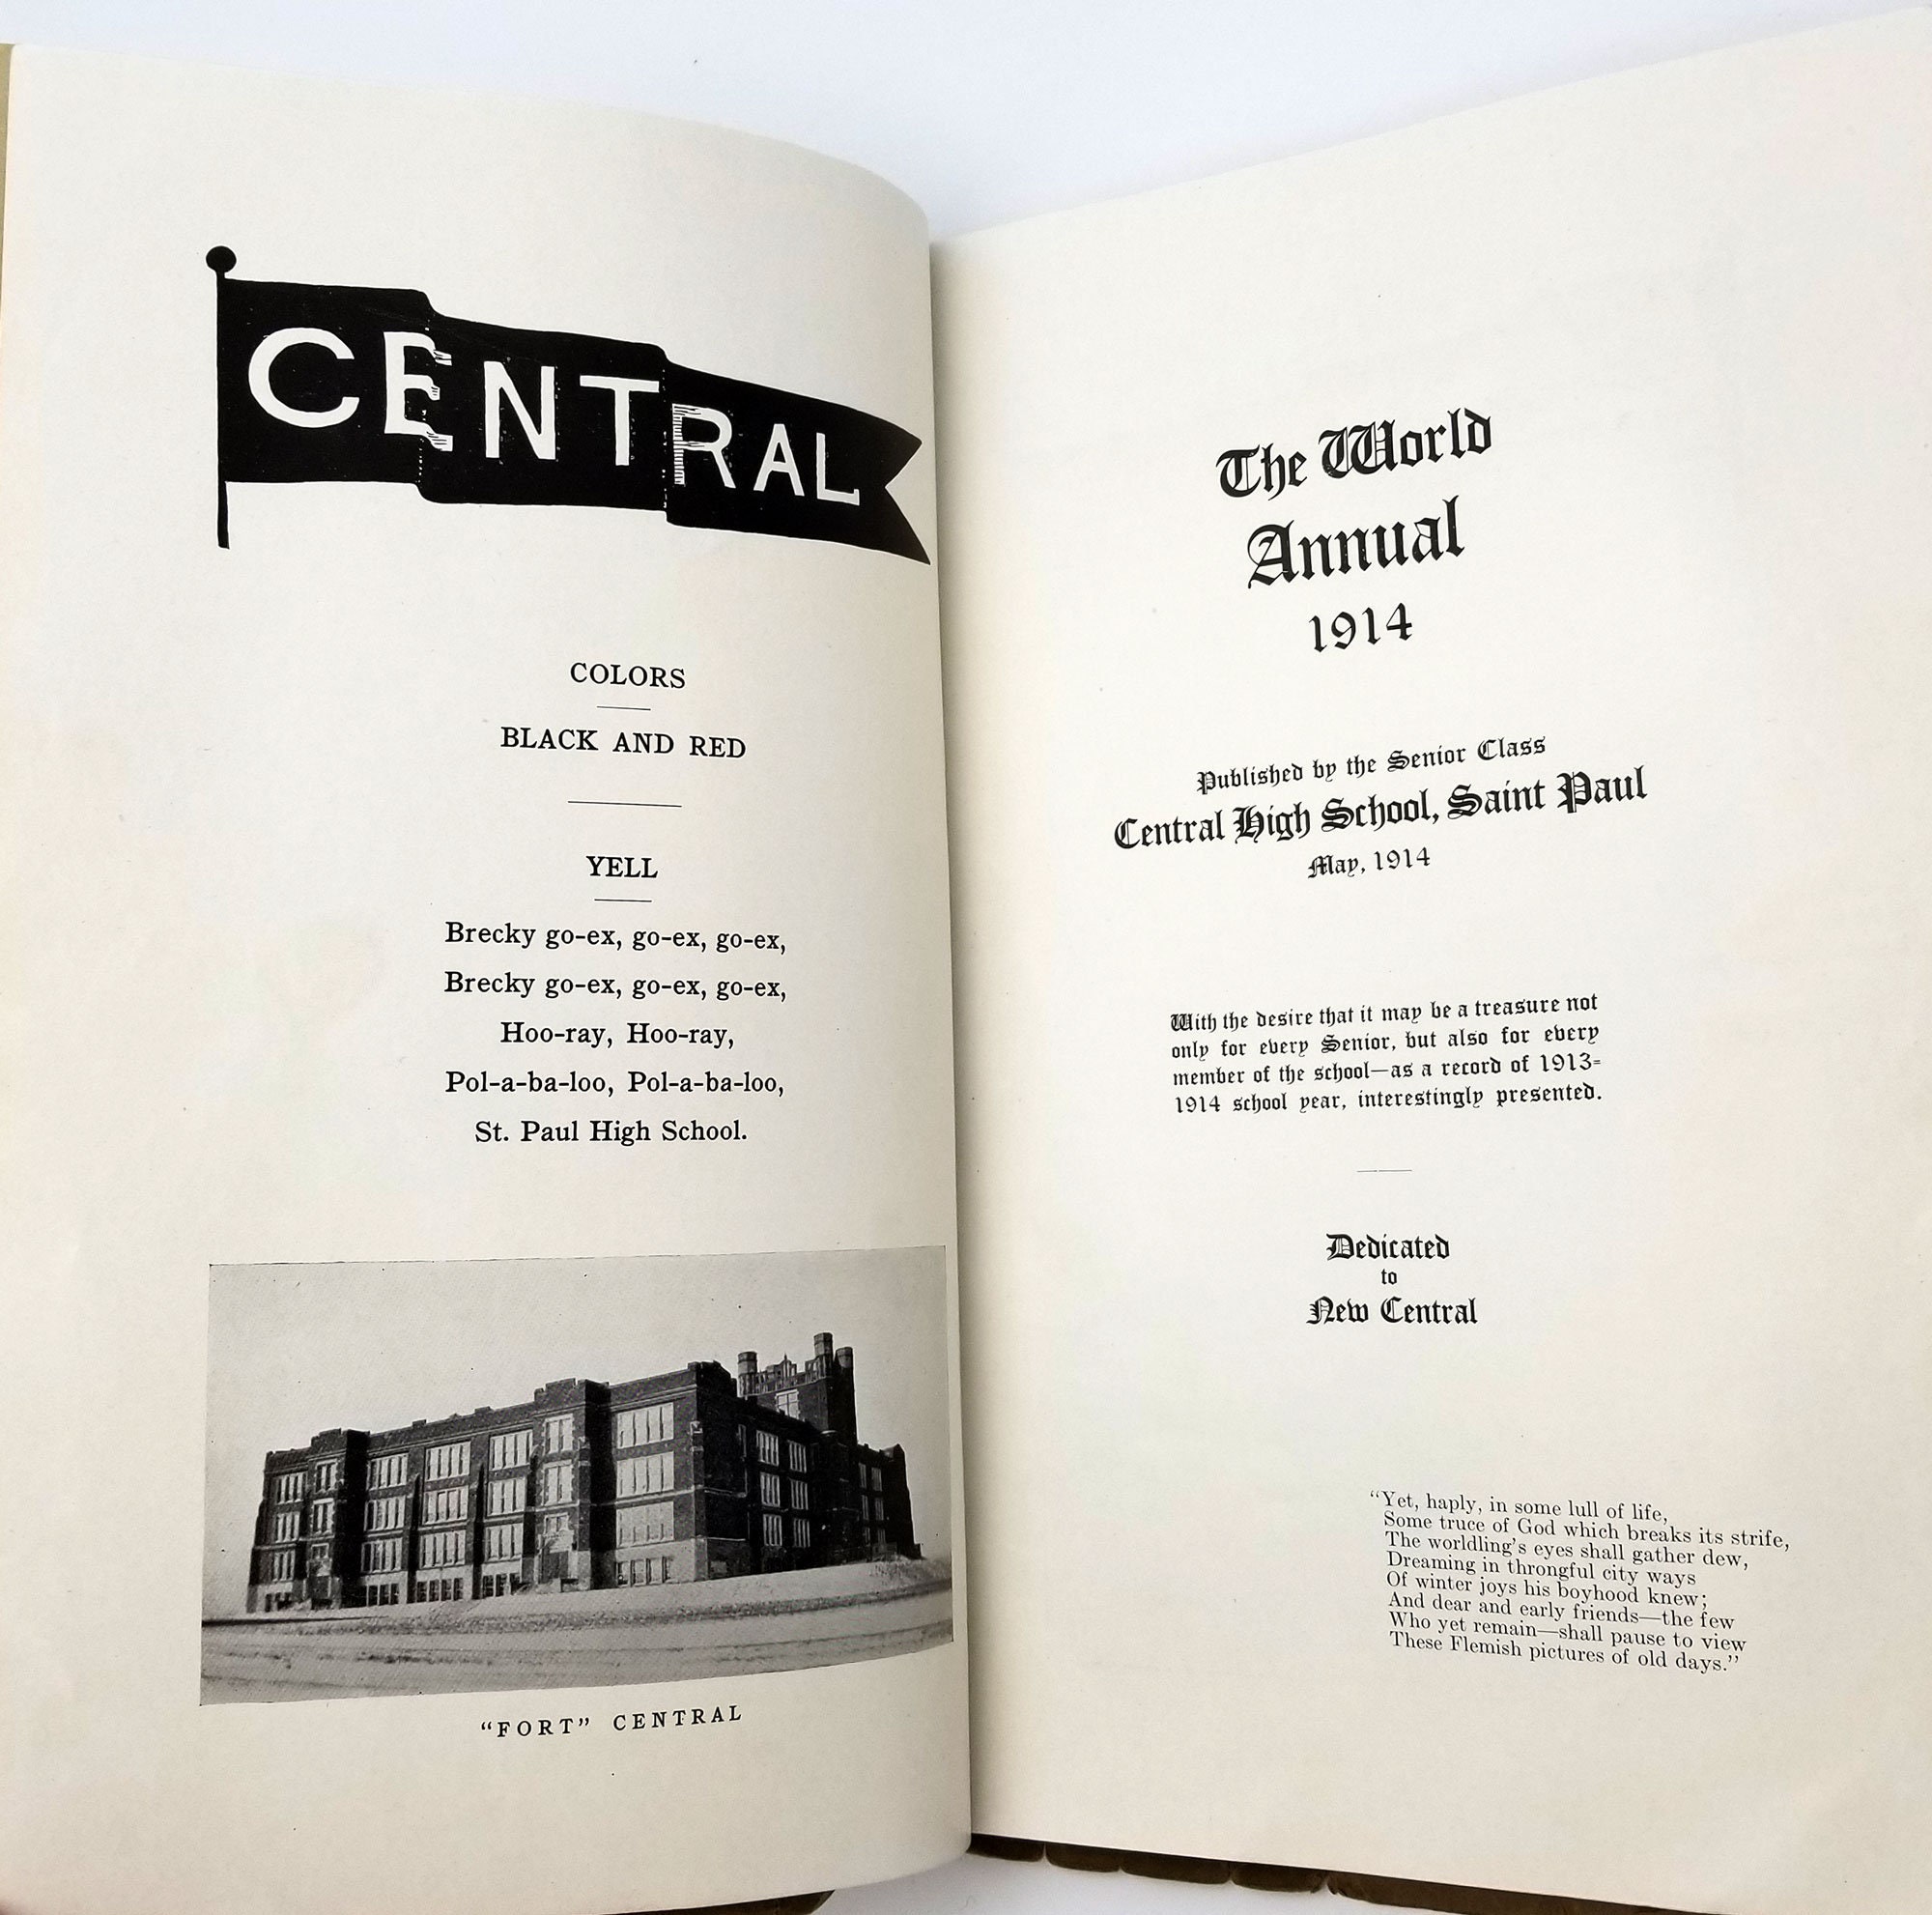 CENTRAL
COLORS
BLACK AND RED
YELL
Brecky go-ex, go-ex, go-ex,
Brecky go-ex, go-ex, go-ex,
Hoo-ray, Hoo-ray,
Pol-a-ba-loo, Pol-a-ba-loo,
St. Paul High School.
"FORT" CENTRAL
The World
Annual
1914
Published by the Senior Class
Central High School, Saint Paul
May, 1914
With the desire that it may be a treasure not
only for every Senior, but also for every
member of the school—as a record of 1913-
1914 school year, interestingly presented.
Dedicated
to
New Central
“Yet, haply, in some lull of life,
Some truce of God which breaks its strife,
The worldling's eyes shall gather dew,
Dreaming in throngful city ways
Of winter joys his boyhood knew;
And dear and early friends—the few
Who yet remain—shall pause to view
These Flemish pictures of old days.”